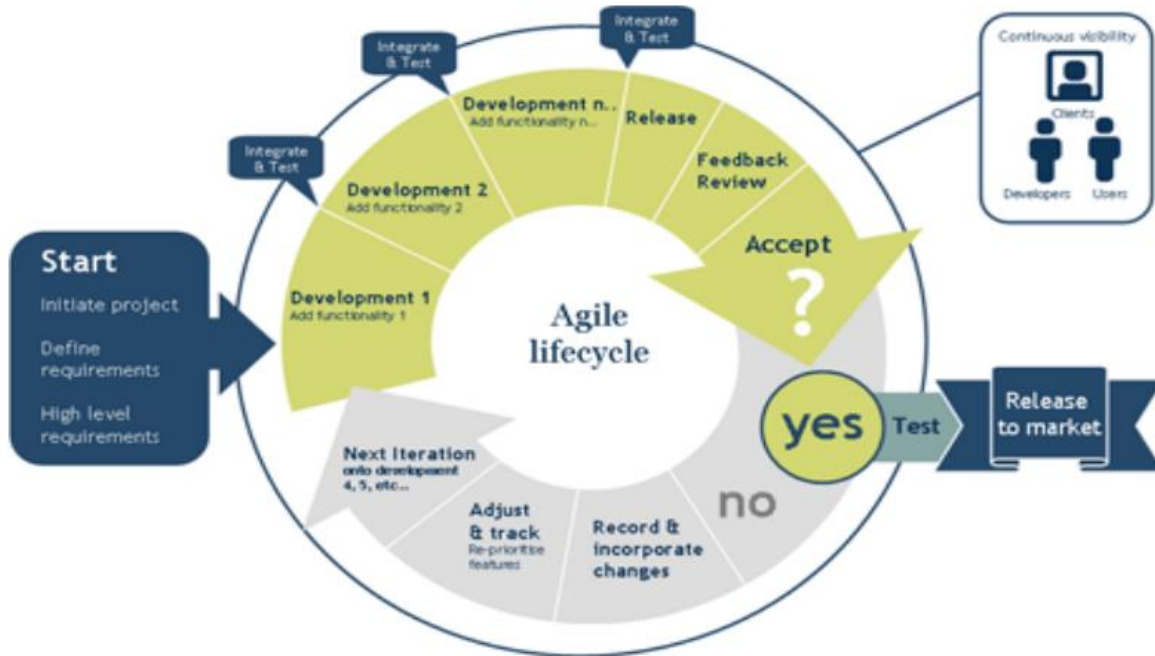 Start
Initiate project
Define
requirements
High level
requirements
Integrate
& Test
Integrate
& Test
Integrate
& Test
Development 1
Add functionality 1
Development 2
Add functionality 2
Development n..
Add functionality n...
Release
Feedback
Review
Accept
?
Agile
lifecycle
yes
Test
Release
to market
no
Record &
incorporate
changes
Adjust
& track
Re-prioritise
features
Next Iteration
onto development
4, 5, etc...
Continuous visibility
Clients
Developers
Users